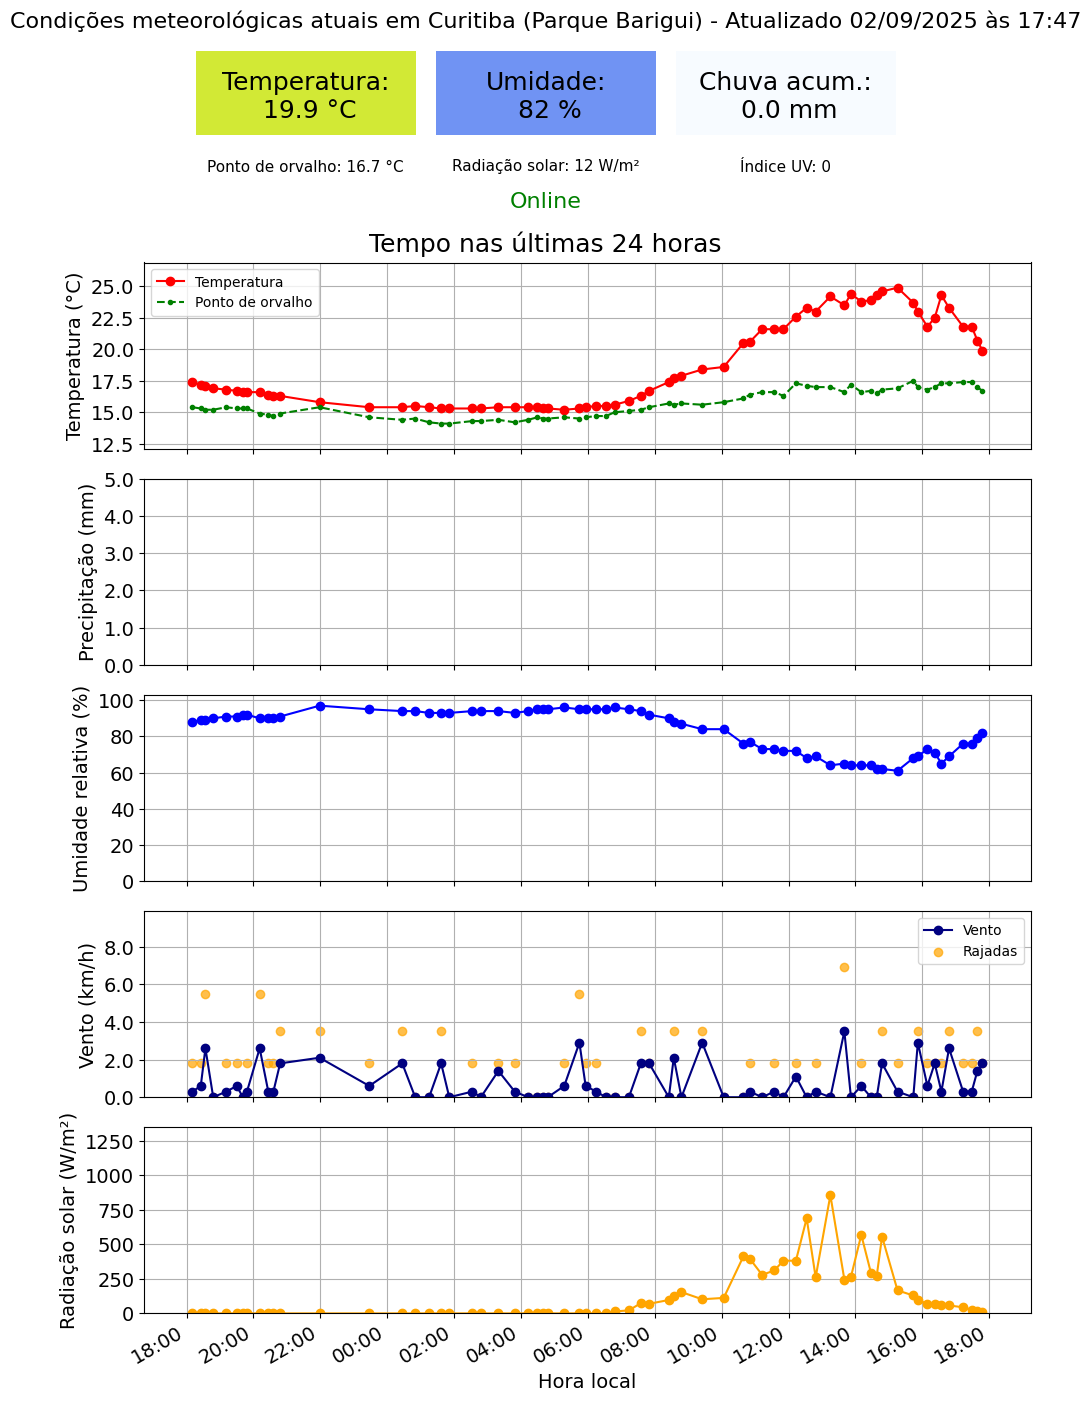 Condições meteorológicas atuais em Curitiba (Parque Barigui) - Atualizado 02/09/2025 às 17:47
Temperatura:
19.9 °C
Umidade:
82 %
Chuva acum.:
0.0 mm
Ponto de orvalho: 16.7 °C
Radiação solar: 12 W/m²
Índice UV: 0
Online
Tempo nas últimas 24 horas
Temperatura (°C)
25.0
22.5
20.0
17.5
15.0
12.5
Temperatura
Ponto de orvalho
Precipitação (mm)
5.0
4.0
3.0
2.0
1.0
0.0
Umidade relativa (%)
100
80
60
40
20
0
Vento (km/h)
8.0
6.0
4.0
2.0
0.0
Vento
Rajadas
Radiação solar (W/m²)
1250
1000
750
500
250
0
18:00
20:00
22:00
00:00
02:00
04:00
06:00
08:00
10:00
12:00
14:00
16:00
18:00
Hora local